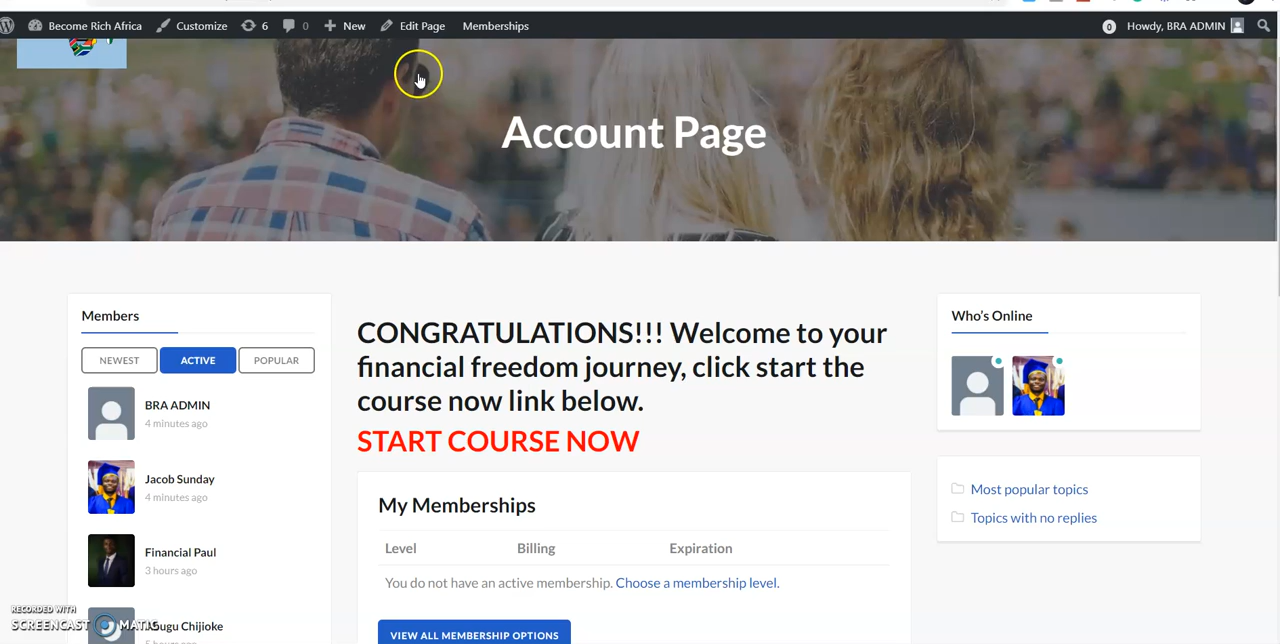 Become Rich Africa Customize 6 0 New Edit Page Memberships 0 Howdy, BRA ADMIN
Account Page
Members
NEWEST ACTIVE POPULAR
BRA ADMIN
4 minutes ago
Jacob Sunday
4 minutes ago
Financial Paul
3 hours ago
Chijioke
CONGRATULATIONS!!! Welcome to your
financial freedom journey, click start the
course now link below.
START COURSE NOW
My Memberships
Level Billing Expiration
You do not have an active membership. Choose a membership level.
VIEW ALL MEMBERSHIP OPTIONS
Who's Online
Most popular topics
Topics with no replies
RECORDED WITH
SCREENCAST MATIC